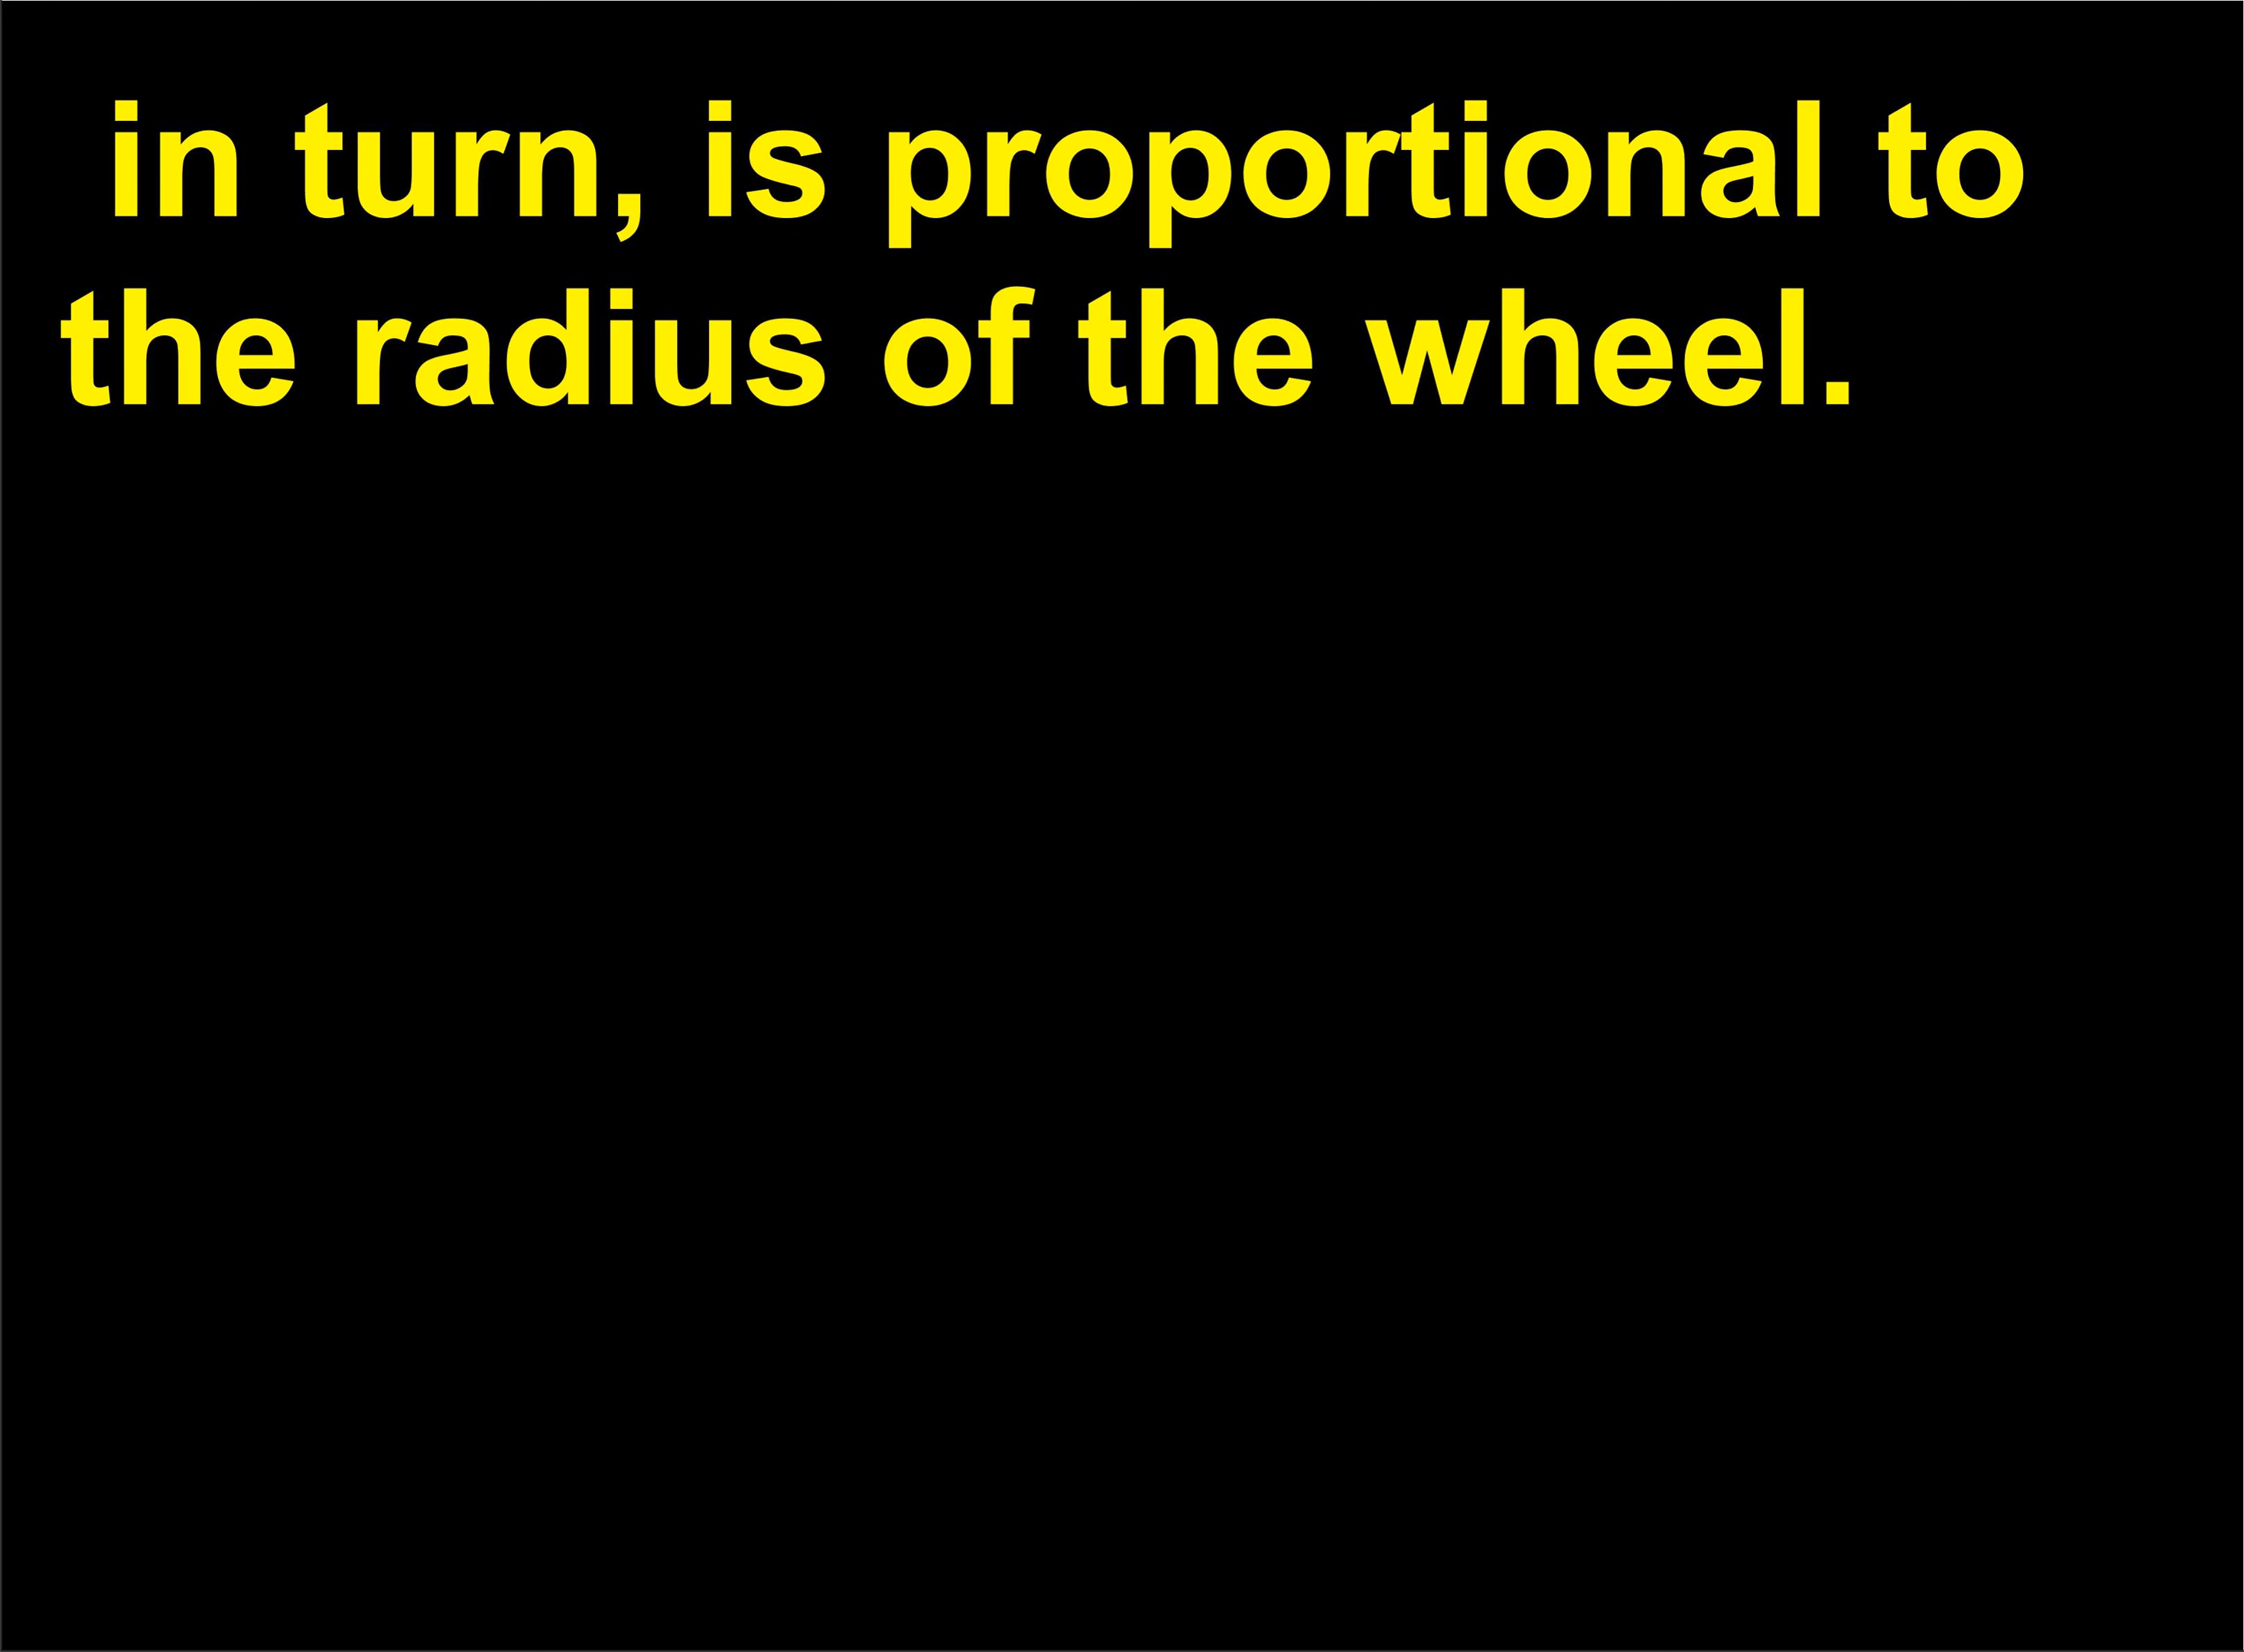 in turn, is proportional to
the radius of the wheel.